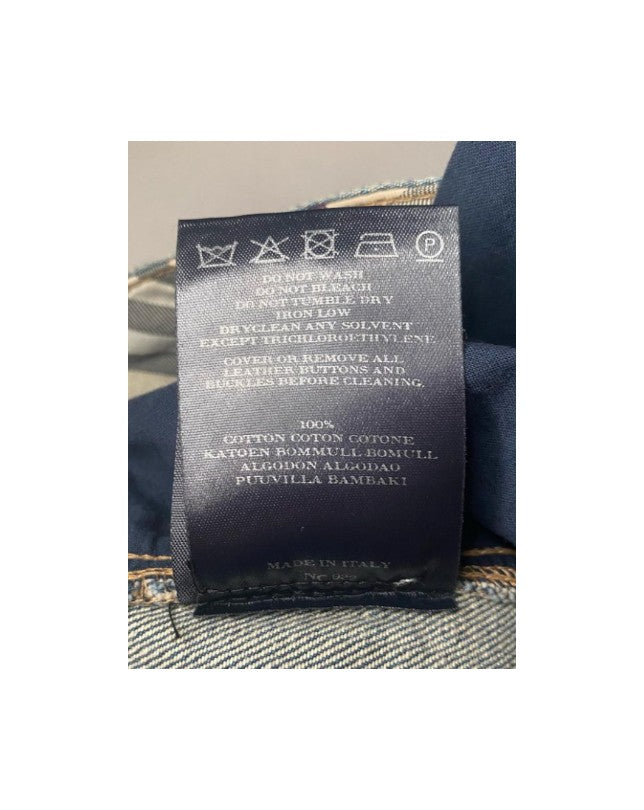 P
DO NOT WASH
DO NOT BLEACH
DO NOT TUMBLE DRY
IRON LOW
DRYCLEAN ANY SOLVENT
EXCEPT TRICHLOROETHYLENE
COVER OR REMOVE ALL
LEATHER BUTTONS AND
BUCKLES BEFORE CLEANING.
100%
COTTON COTON COTONE
KATOEN BOMMULL BOMULL
ALGODON ALGODAO
PUUVILLA BAMBAKI
MADE IN ITALY